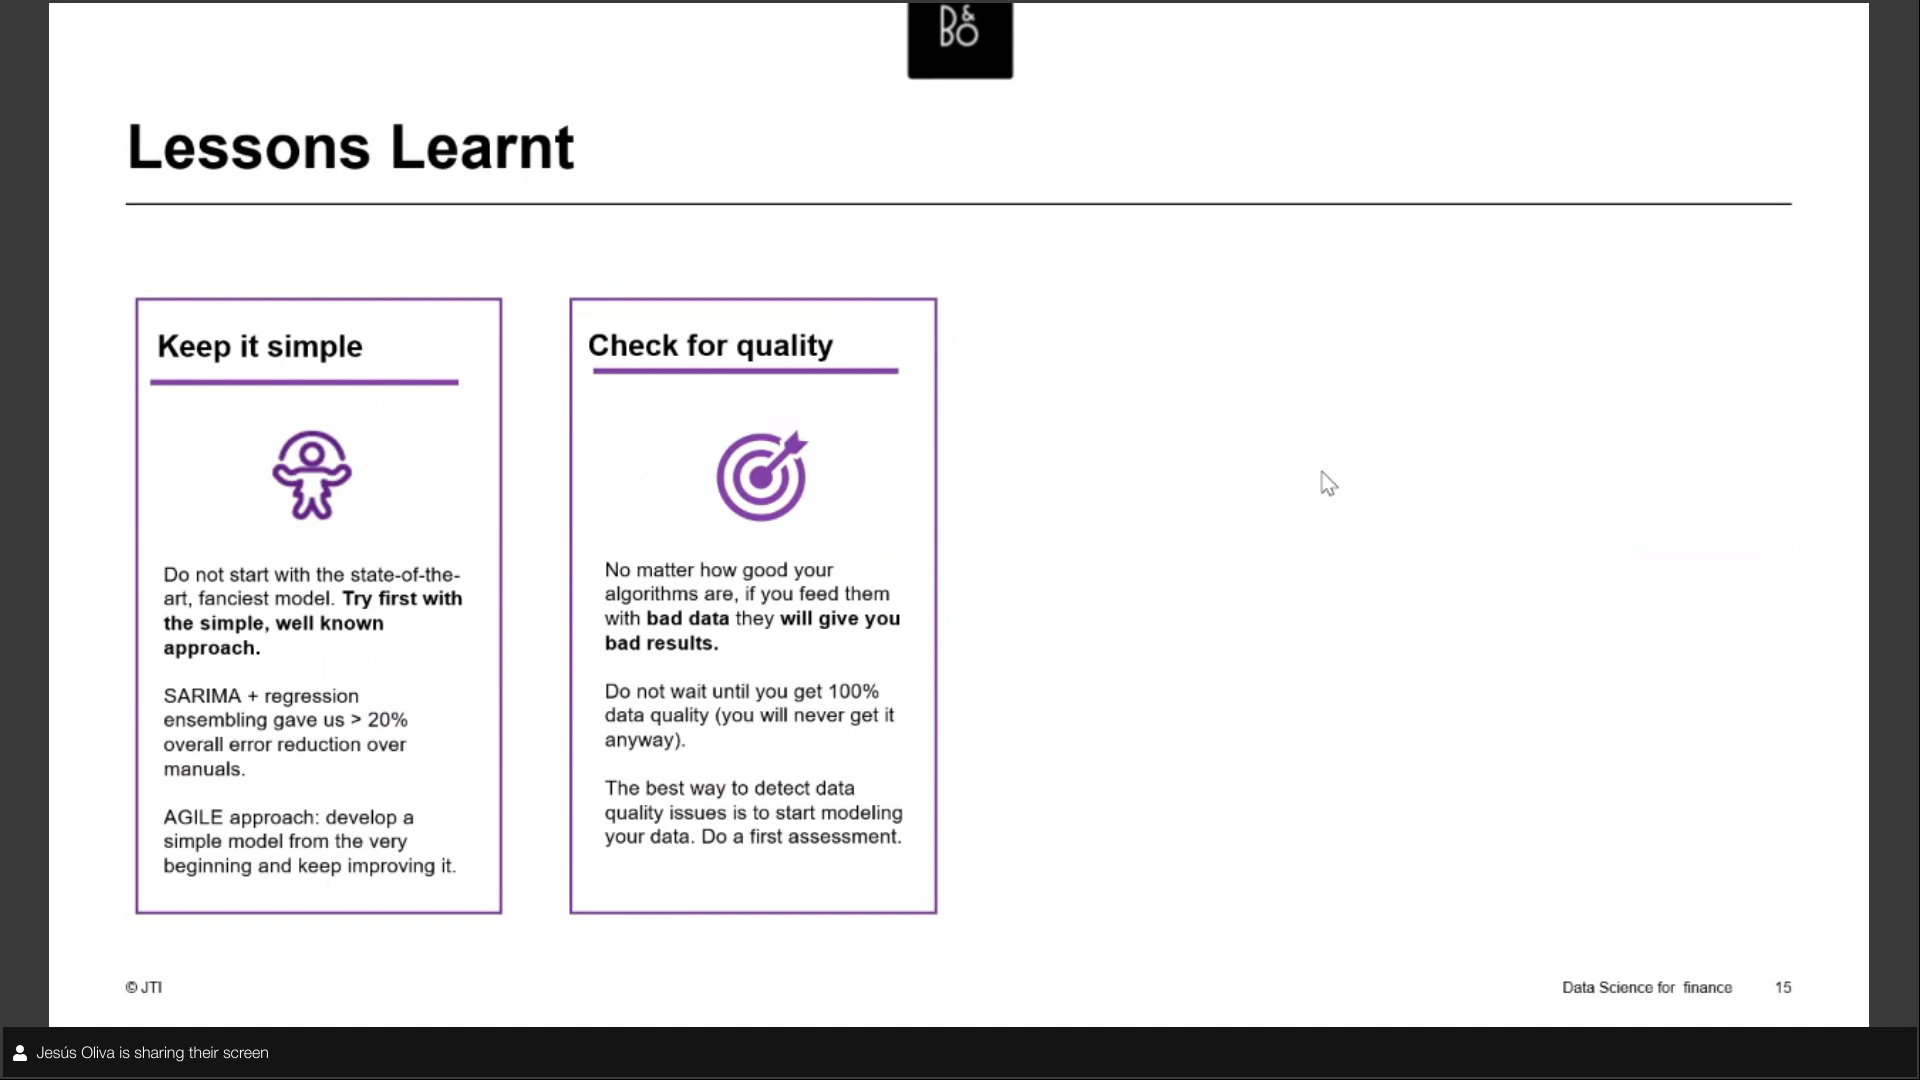 D&
BO
Lessons Learnt
Keep it simple
Do not start with the state-of-the-
art, fanciest model. Try first with
the simple, well known
approach.
SARIMA + regression
ensembling gave us > 20%
overall error reduction over
manuals.
AGILE approach: develop a
simple model from the very
beginning and keep improving it.
Check for quality
No matter how good your
algorithms are, if you feed them
with bad data they will give you
bad results.
Do not wait until you get 100%
data quality (you will never get it
anyway).
The best way to detect data
quality issues is to start modeling
your data. Do a first assessment.
© JTI
Data Science for finance 15
Jesús Oliva is sharing their screen